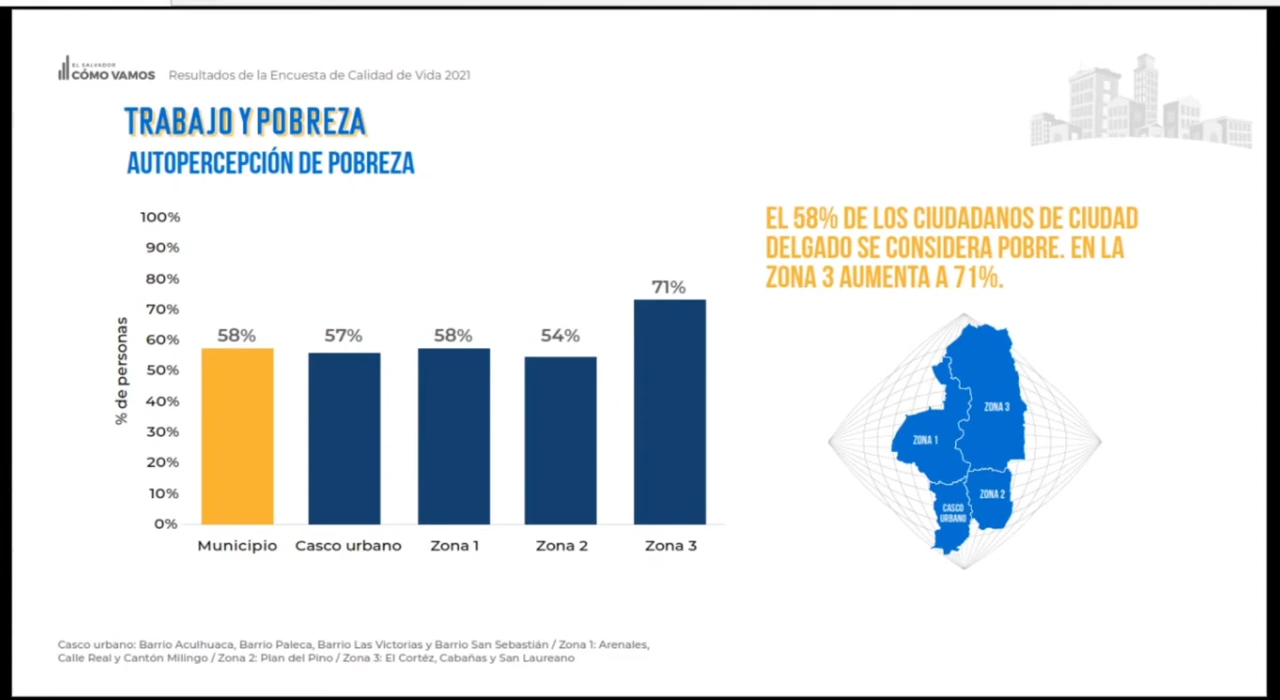 EL SALVADOR
CÓMO VAMOS
Resultados de la Encuesta de Calidad de Vida 2021
TRABAJO Y POBREZA
AUTOPERCEPCIÓN DE POBREZA
100%
90%
80%
70%
60%
50%
40%
30%
20%
10%
0%
% de personas
58%
57%
58%
54%
71%
Municipio
Casco urbano
Zona 1
Zona 2
Zona 3
EL 58% DE LOS CIUDADANOS DE CIUDAD
DELGADO SE CONSIDERA POBRE. EN LA
ZONA 3 AUMENTA A 71%.
ZONA 3
ZONA 1
ZONA 2
CASCO
URBANO
Casco urbano: Barrio Aculhuaca, Barrio Paleca, Barrio Las Victorias y Barrio San Sebastián / Zona 1: Arenales,
Calle Real y Cantón Milingo / Zona 2: Plan del Pino / Zona 3: El Cortéz, Cabañas y San Laureano